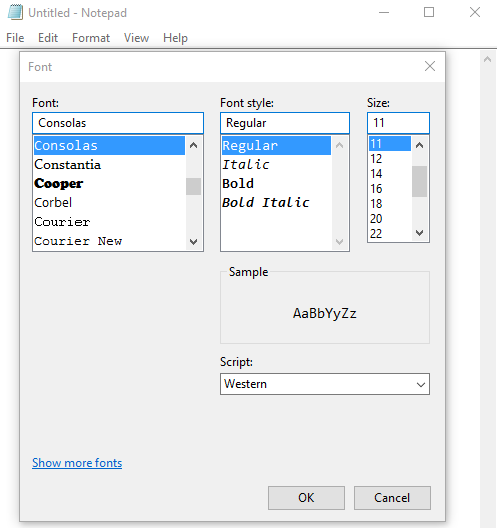 Untitled - Notepad
File Edit Format View Help
Font
Font: Font style: Size:
Consolas Regular 11
Consolas Regular 11
Constantia Italic 12
Cooper Bold 14
Corbel Bold Italic 16
Courier 18
Courier New 20
22
Sample
AaBbYyZz
Script:
Western
Show more fonts
OK Cancel